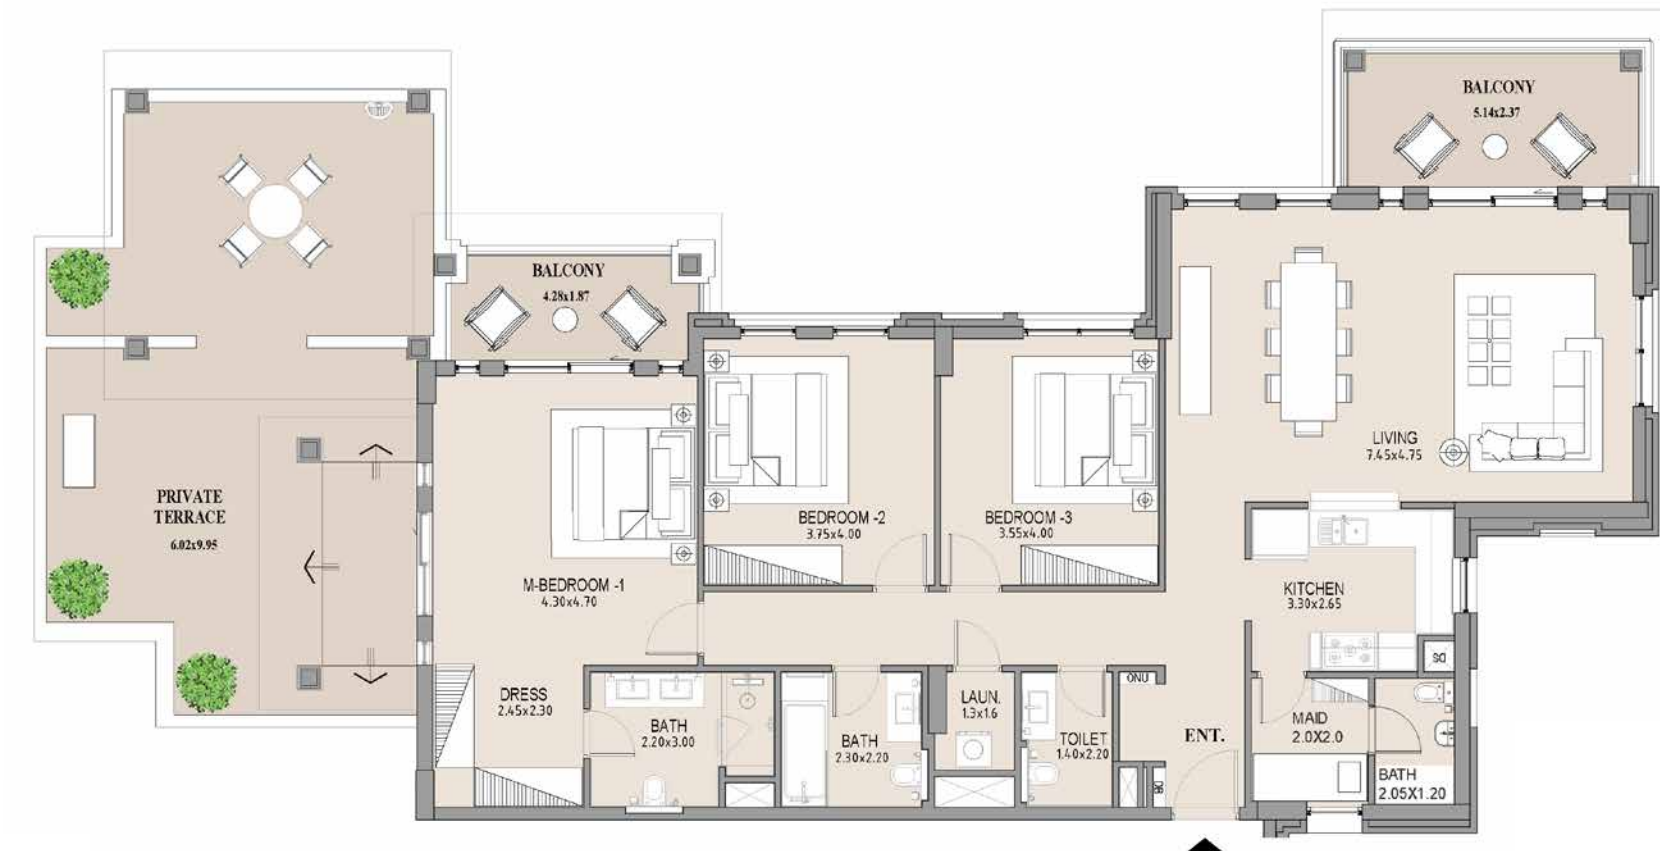 BALCONY
5.14x2.37
BALCONY
4.28x1.87
PRIVATE
TERRACE
6.02x9.95
LIVING
7.45x4.75
BEDROOM -2
3.75x4.00
BEDROOM -3
3.55x4.00
M-BEDROOM -1
4.30x4.70
KITCHEN
3.30x2.65
SD
DRESS
2.45x2.30
BATH
2.20x3.00
BATH
2.30x2.20
LAUN.
1.3x1.6
TOILET
1.40x2.20
ONU
ENT.
DB
MAID
2.0X2.0
BATH
2.05X1.20